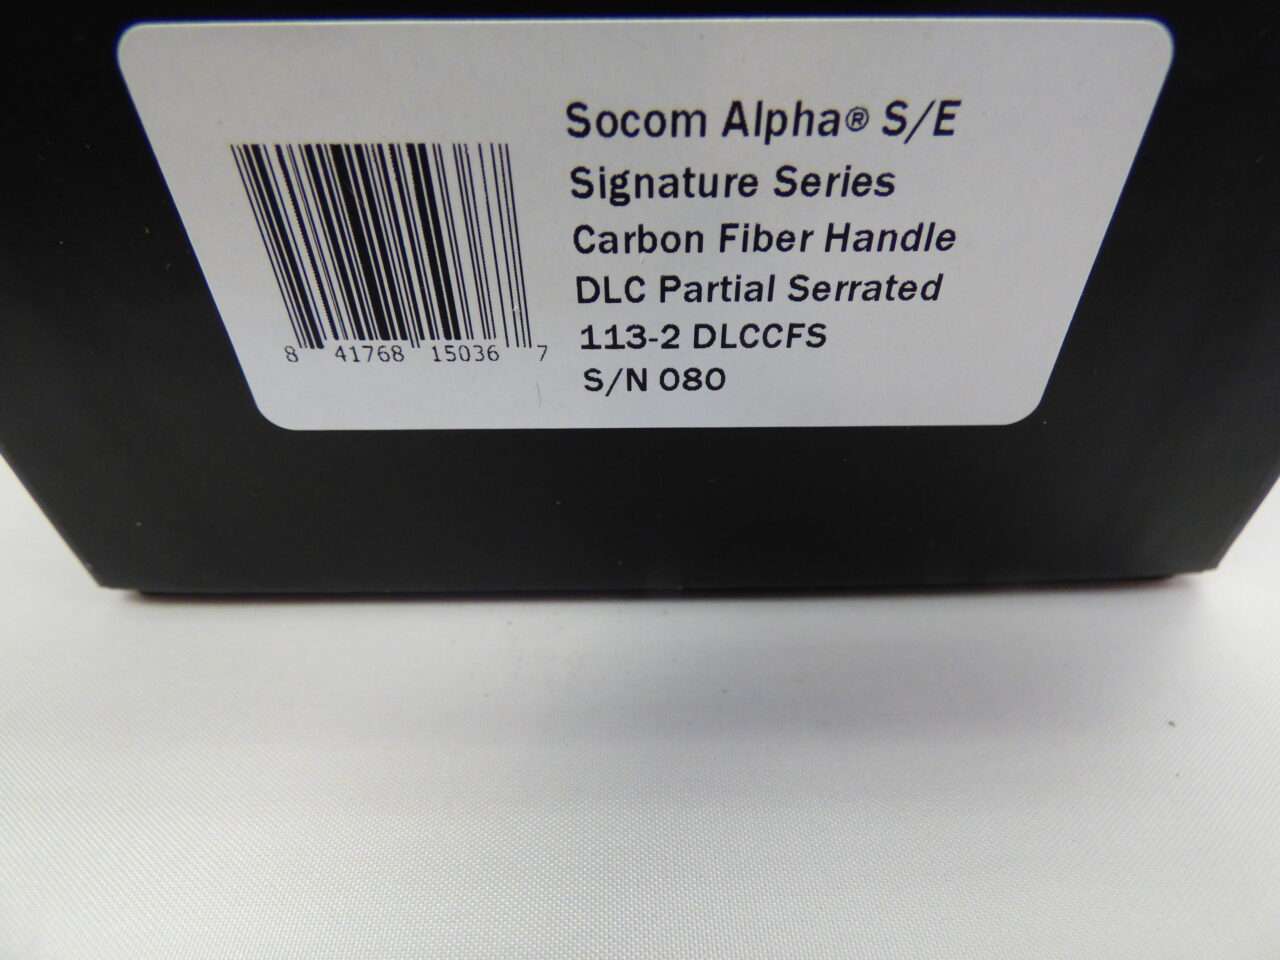 Socom Alpha® S/E
Signature Series
Carbon Fiber Handle
DLC Partial Serrated
113-2 DLCCFS
S/N 080
8 41768 15036 7